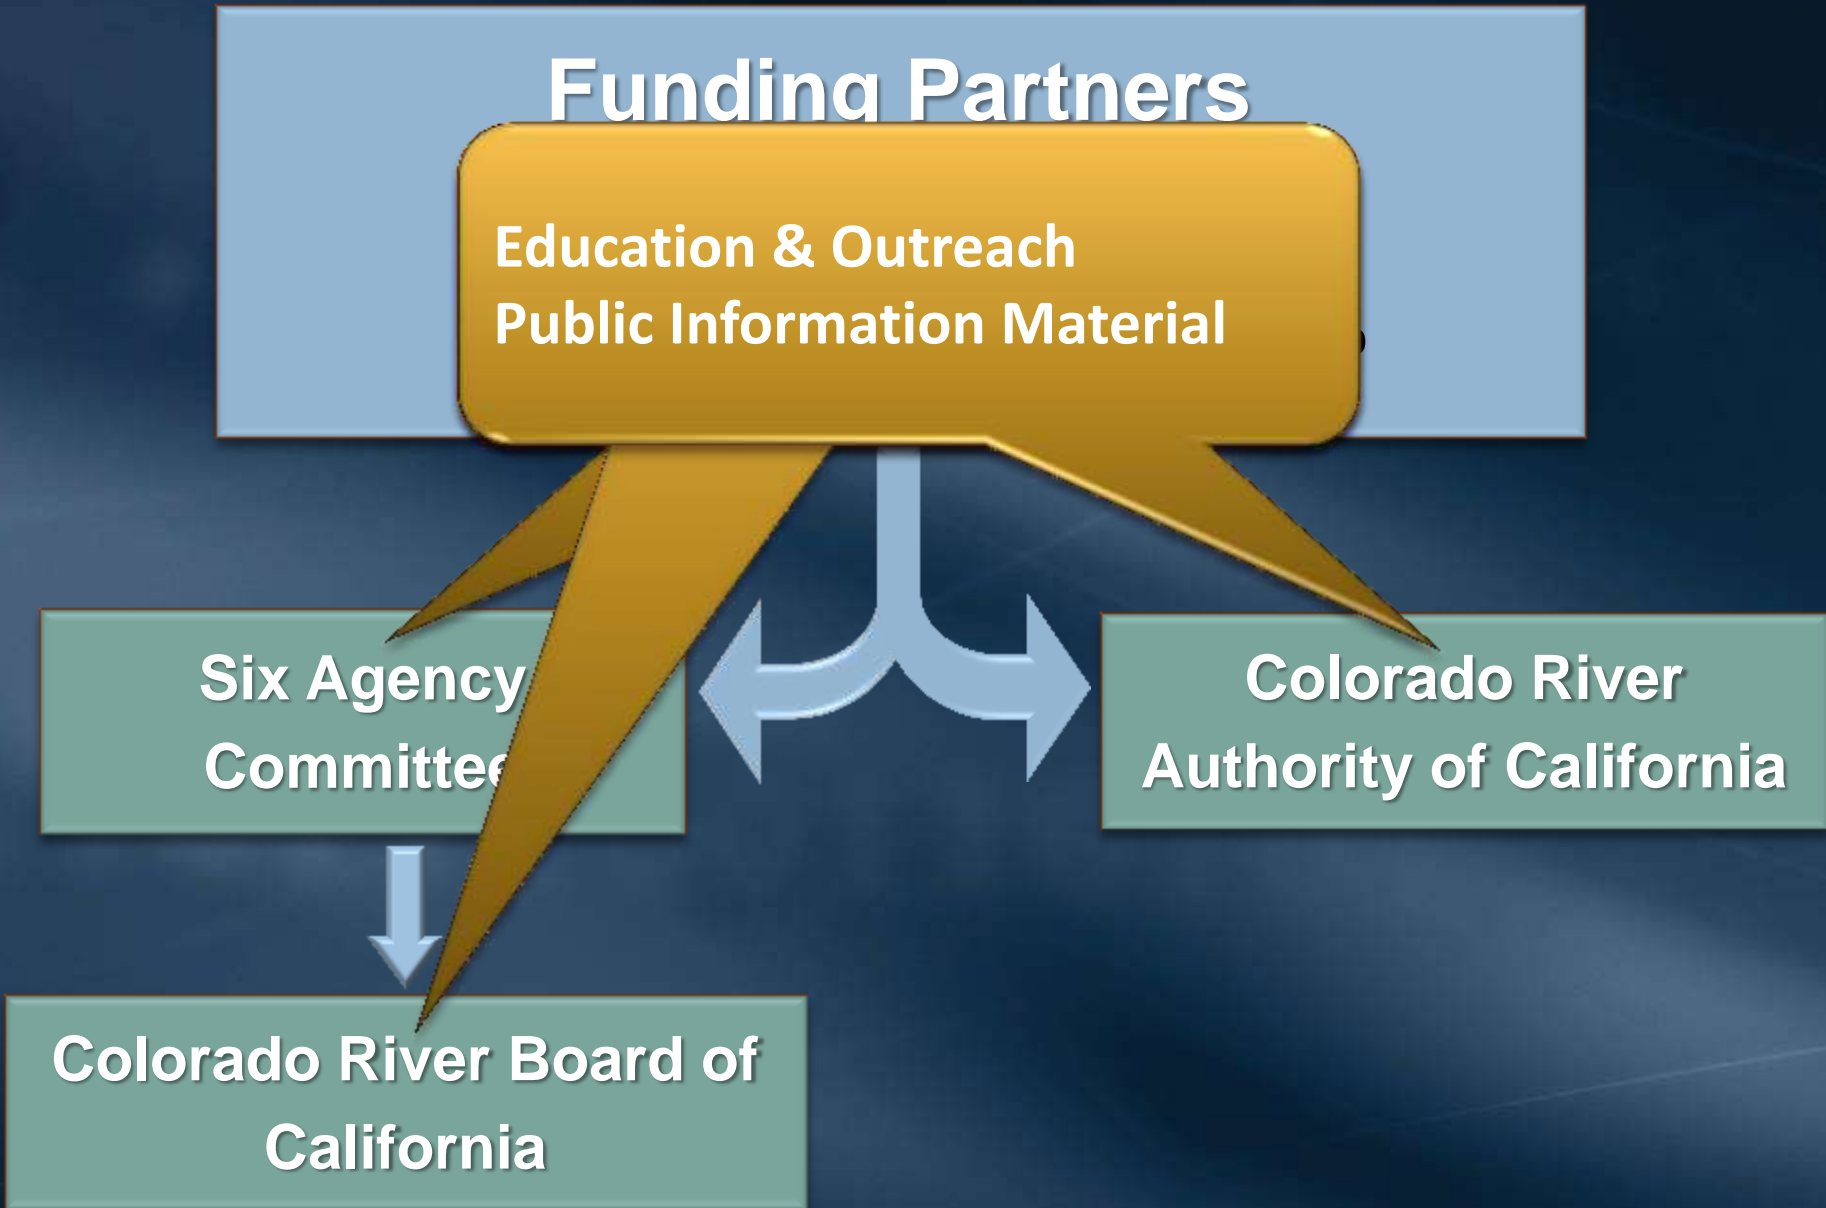 Funding Partners
Education & Outreach
Public Information Material
Six Agency
Committee
Colorado River
Authority of California
Colorado River Board of
California